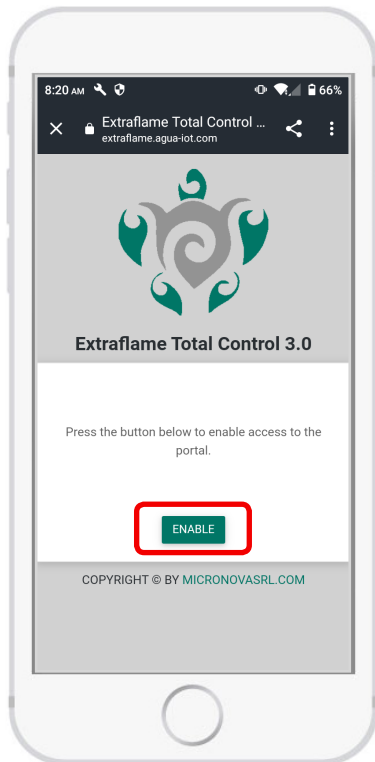 8:20 AM 66%
Extraflame Total Control ...
extraflame.agua-iot.com
Extraflame Total Control 3.0
Press the button below to enable access to the
portal.
ENABLE
COPYRIGHT © BY MICRONOVASRL.COM